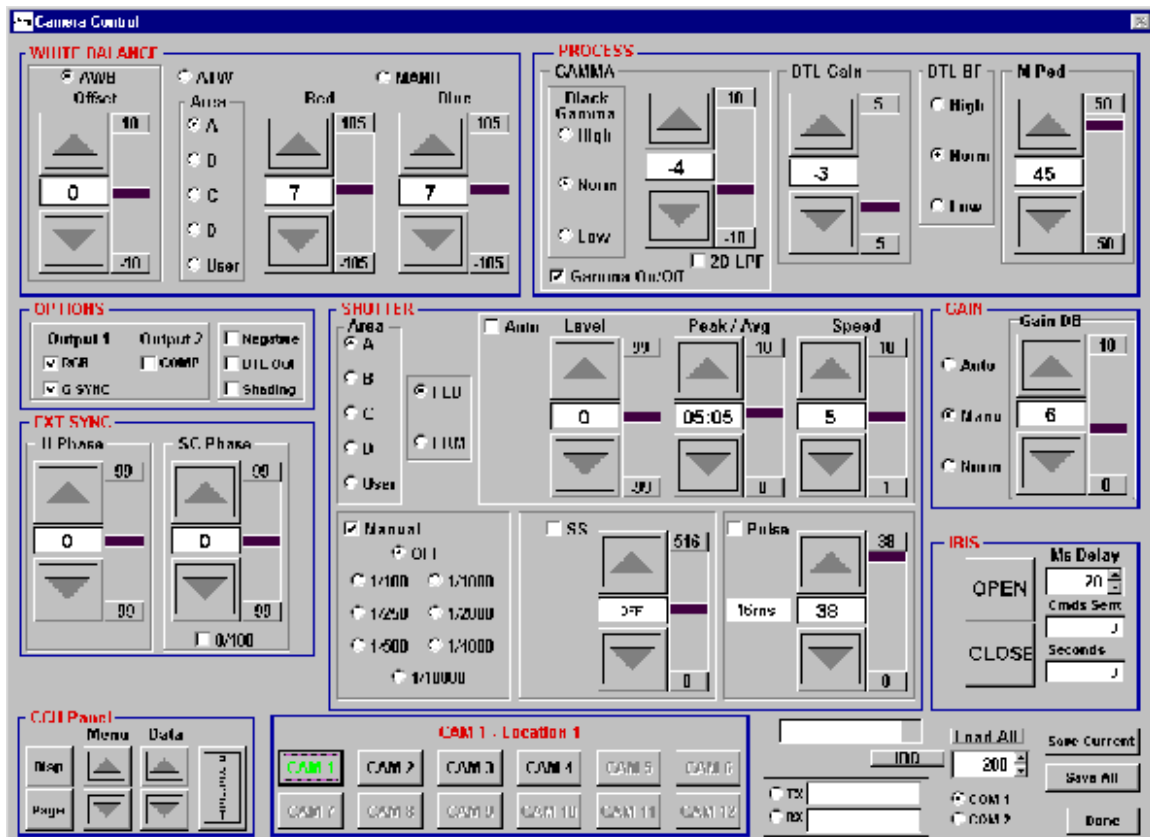 Camera Control
WHITE BALANCE
AWB
ATW
MANU
Offset
Area
Red
Blue
10
A
105
105
D
0
C
7
7
D
-10
User
-105
-105
PROCESS
GAMMA
DTL Gain
DTL BF
M Ped
Black Gamma
10
5
High
50
High
-4
-3
Norm
45
Norm
Low
-10
5
Low
50
2D LPF
Gamma On/Off
OPTIONS
Output 1
Output 2
Negative
RGB
COMP
DTL Out
G SYNC
Shading
EXT SYNC
H Phase
SC Phase
99
99
0
0
99
99
0/100
SHUTTER
Area
Auto
Level
Peak / Avg
Speed
A
99
10
10
B
C
0
05:05
5
D
User
-99
0
1
Manual
OFF
1/100
1/1000
1/250
1/2000
1/500
1/4000
1/10000
SS
516
OFF
0
Pulse
38
16ms
38
0
GAIN
Gain DB
Auto
10
Manu
6
Norm
0
IRIS
OPEN
Ms Delay
20
Cmds Sent
CLOSE
Seconds
CCU Panel
Menu
Data
Disp
Page
CAM 1 - Location 1
CAM 1
CAM 2
CAM 3
CAM 4
CAM 5
CAM 6
CAM 7
CAM 8
CAM 9
CAM 10
CAM 11
CAM 12
TX
RX
Load All
200
COM 1
COM 2
Save Current
Save All
Done